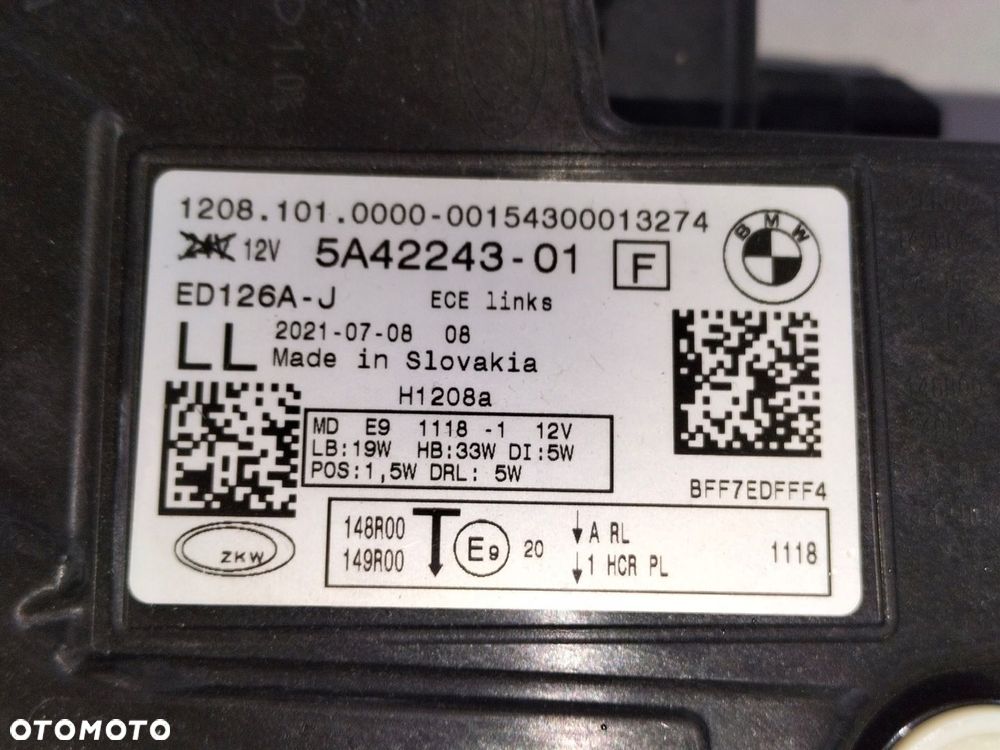 1208.101.0000-00154300013274
24V 12V 5A42243-01 F
BMW
ED126A-J ECE links
LL 2021-07-08 08
Made in Slovakia
H1208a
MD E9 1118 -1 12V
LB:19W HB:33W DI:5W
POS:1,5W DRL: 5W
BFF7EDFFF4
ZKW
148R00
149R00
E9 20
↓A RL
↓1 HCR PL
1118
OTOMOTO